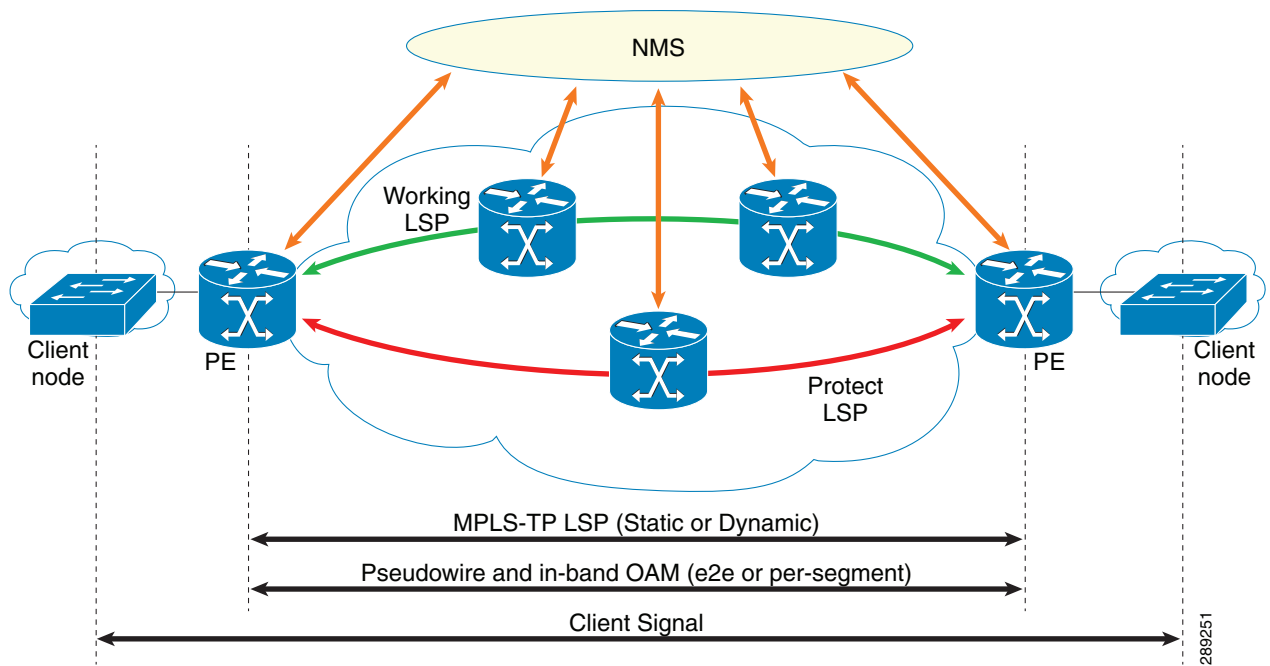 NMS
Working
LSP
Client
node
PE
PE
Client
node
Protect
LSP
MPLS-TP LSP (Static or Dynamic)
Pseudowire and in-band OAM (e2e or per-segment)
Client Signal
289251